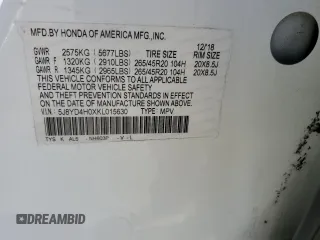 MFD.BY HONDA OF AMERICA MFG.,INC.
12/18
GVWR 2575KG (5677LBS) TIRE SIZE RIM SIZE
GAWR F 1320KG (2910LBS) 265/45R20 104H 20X8.5J
GAWR R 1345KG (2965LBS) 265/45R20 104H 20X8.5J
THIS VEHICLE CONFORMS TO ALL APPLICABLE
FEDERAL MOTOR VEHICLE SAFETY AND
THEFT PREVENTION STANDARDS IN EFFECT ON
THE DATE OF MANUFACTURE SHOWN ABOVE.
V.I.N.: 5J8YD4H0XKL015630 TYPE: MPV
-V-L
DREAMBID
DREAMBID